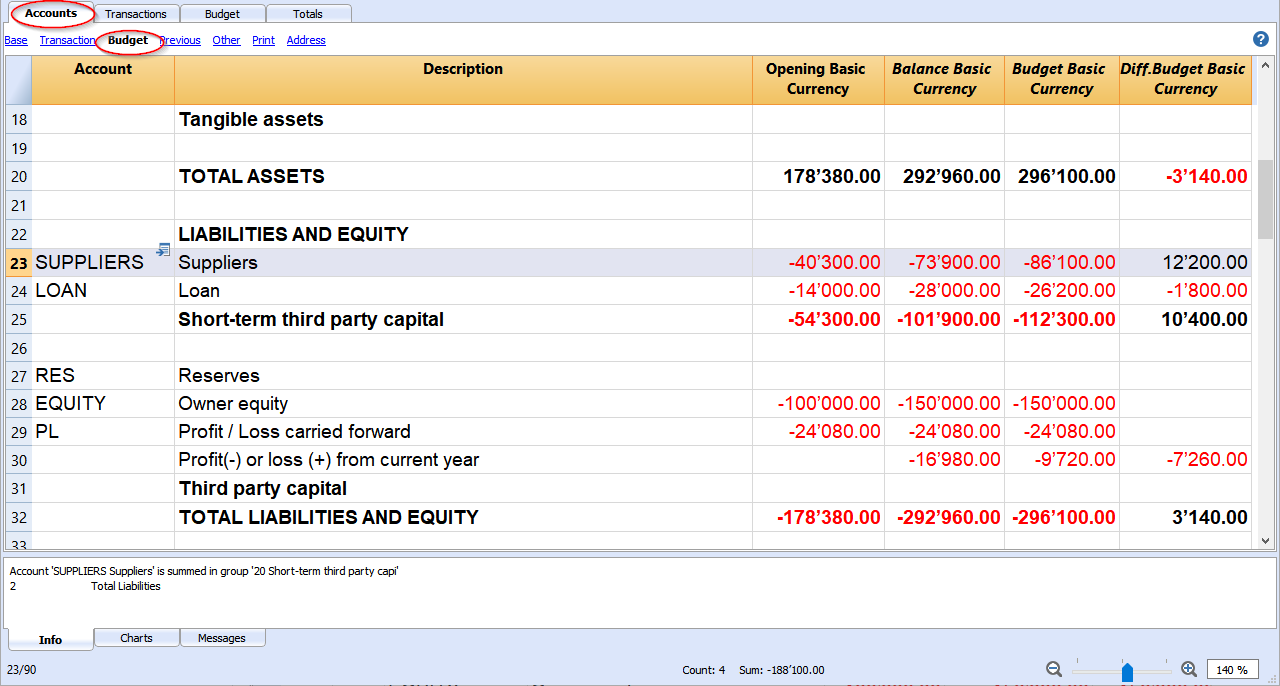 Accounts Transactions Budget Totals
Base Transaction Budget Previous Other Print Address ?
Account Description Opening Basic Currency Balance Basic Currency Budget Basic Currency Diff.Budget Basic Currency
18 Tangible assets
19
20 TOTAL ASSETS 178’380.00 292’960.00 296’100.00 -3’140.00
21
22 LIABILITIES AND EQUITY
23 SUPPLIERS Suppliers -40’300.00 -73’900.00 -86’100.00 12’200.00
24 LOAN Loan -14’000.00 -28’000.00 -26’200.00 -1’800.00
25 Short-term third party capital -54’300.00 -101’900.00 -112’300.00 10’400.00
26
27 RES Reserves
28 EQUITY Owner equity -100’000.00 -150’000.00 -150’000.00
29 PL Profit / Loss carried forward -24’080.00 -24’080.00 -24’080.00
30 Profit(-) or loss (+) from current year -16’980.00 -9’720.00 -7’260.00
31 Third party capital
32 TOTAL LIABILITIES AND EQUITY -178’380.00 -292’960.00 -296’100.00 3’140.00
33
Account 'SUPPLIERS Suppliers' is summed in group '20 Short-term third party capi'
2 Total Liabilities
Info Charts Messages
23/90 Count: 4 Sum: -188’100.00 140 %